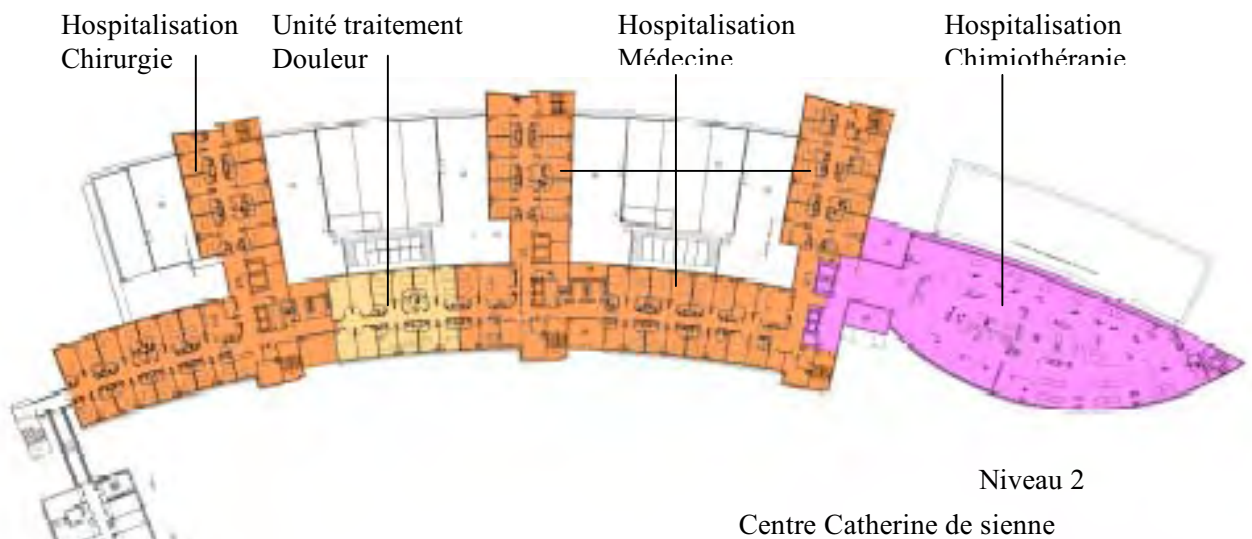 Hospitalisation
Chirurgie
Unité traitement
Douleur
Hospitalisation
Médecine
Hospitalisation
Chimiothérapie
Niveau 2
Centre Catherine de sienne